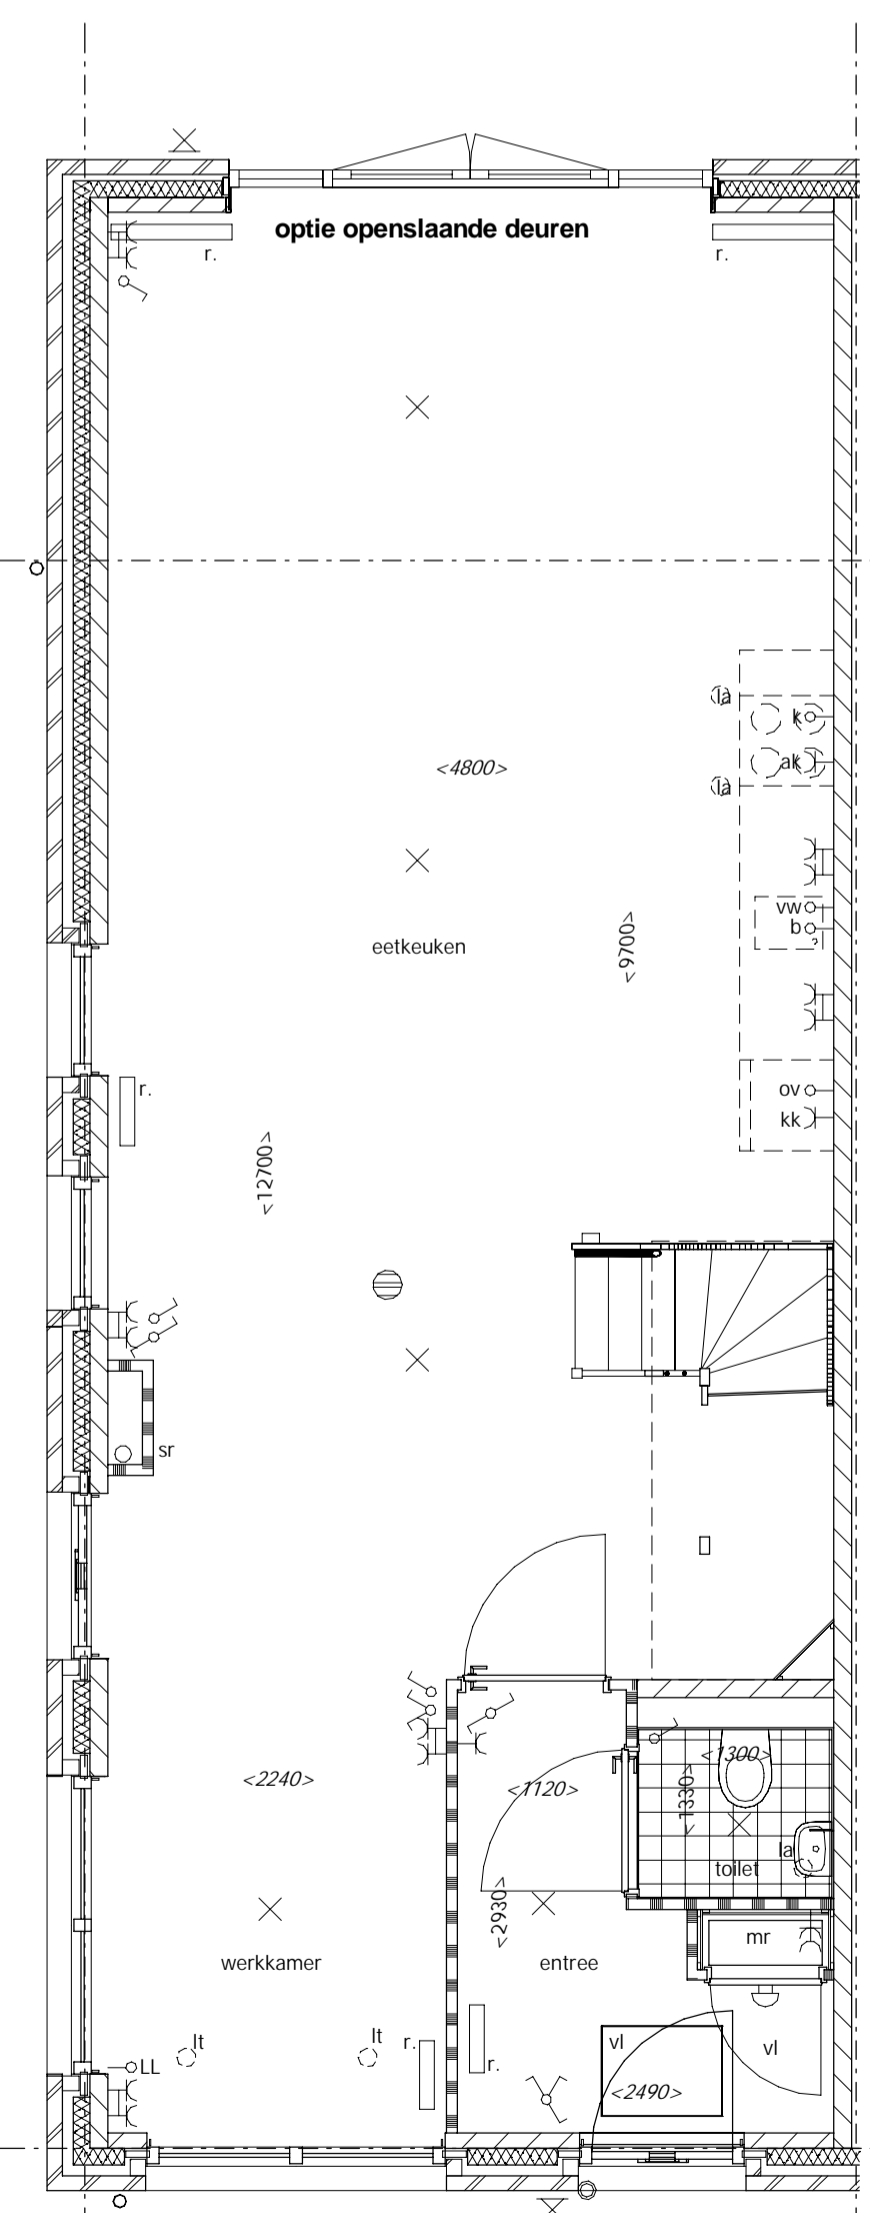 optie openslaande deuren
r.
r.
la
k
<4800>
ak
la
vw
b
eetkeuken
<9700>
r.
ov
kk
<12700>
sr
<1300>
<2240>
<1120>
<1330>
la
toilet
<2930>
mr
werkkamer
entree
lt
lt
r.
vl
vl
r.
LL
<2490>